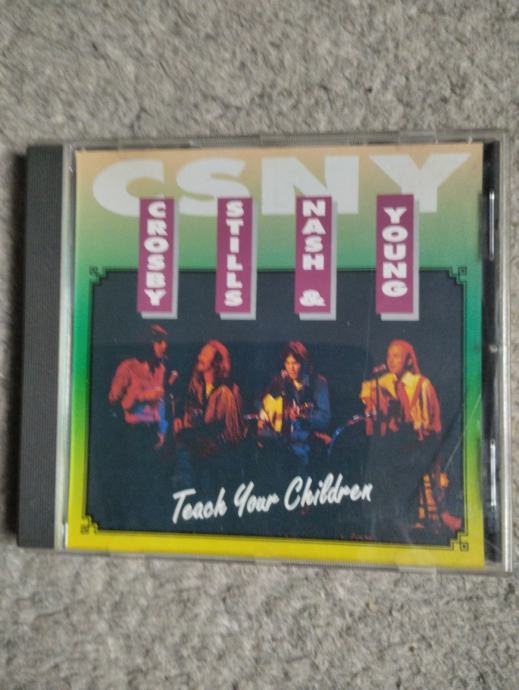 CSNY
CROSBY
STILLS
NASH &
YOUNG
Teach Your Children